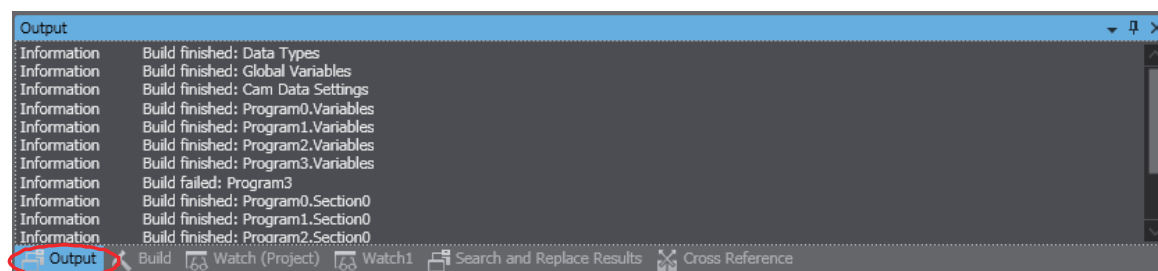 Output
Information Build finished: Data Types
Information Build finished: Global Variables
Information Build finished: Cam Data Settings
Information Build finished: Program0.Variables
Information Build finished: Program1.Variables
Information Build finished: Program2.Variables
Information Build finished: Program3.Variables
Information Build failed: Program3
Information Build finished: Program0.Section0
Information Build finished: Program1.Section0
Information Build finished: Program2.Section0
Output Build Watch (Project) Watch1 Search and Replace Results Cross Reference